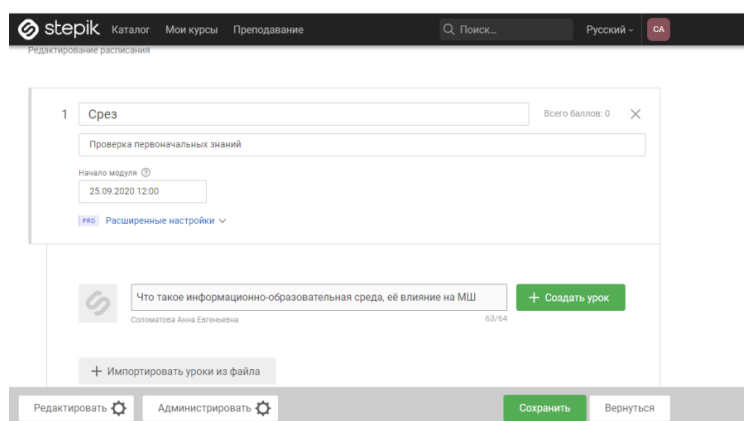 stepik Каталог Мои курсы Преподавание Поиск... Русский СА
Редактирование расписания
1 Срез Всего баллов: 0
Проверка первоначальных знаний
Начало модуля
25.09.2020 12:00
PRO Расширенные настройки
Что такое информационно-образовательная среда, её влияние на МШ + Создать урок
Соломатова Анна Евгеньевна 63/64
+ Импортировать уроки из файла
Редактировать Администрировать Сохранить Вернуться